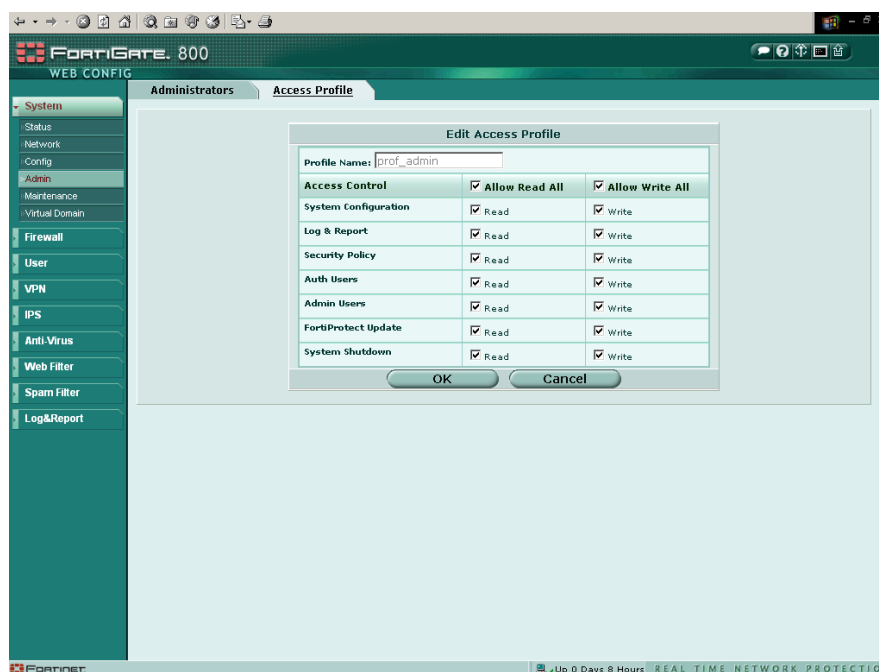 FORTIGATE. 800
WEB CONFIG
Administrators Access Profile
System
Status
Network
Config
Admin
Maintenance
Virtual Domain
Firewall
User
VPN
IPS
Anti-Virus
Web Filter
Spam Filter
Log&Report
Edit Access Profile
Profile Name: prof_admin
Access Control Allow Read All Allow Write All
System Configuration Read Write
Log & Report Read Write
Security Policy Read Write
Auth Users Read Write
Admin Users Read Write
FortiProtect Update Read Write
System Shutdown Read Write
OK Cancel
FORTINET Up 0 Days 8 Hours REAL TIME NETWORK PROTECTIO